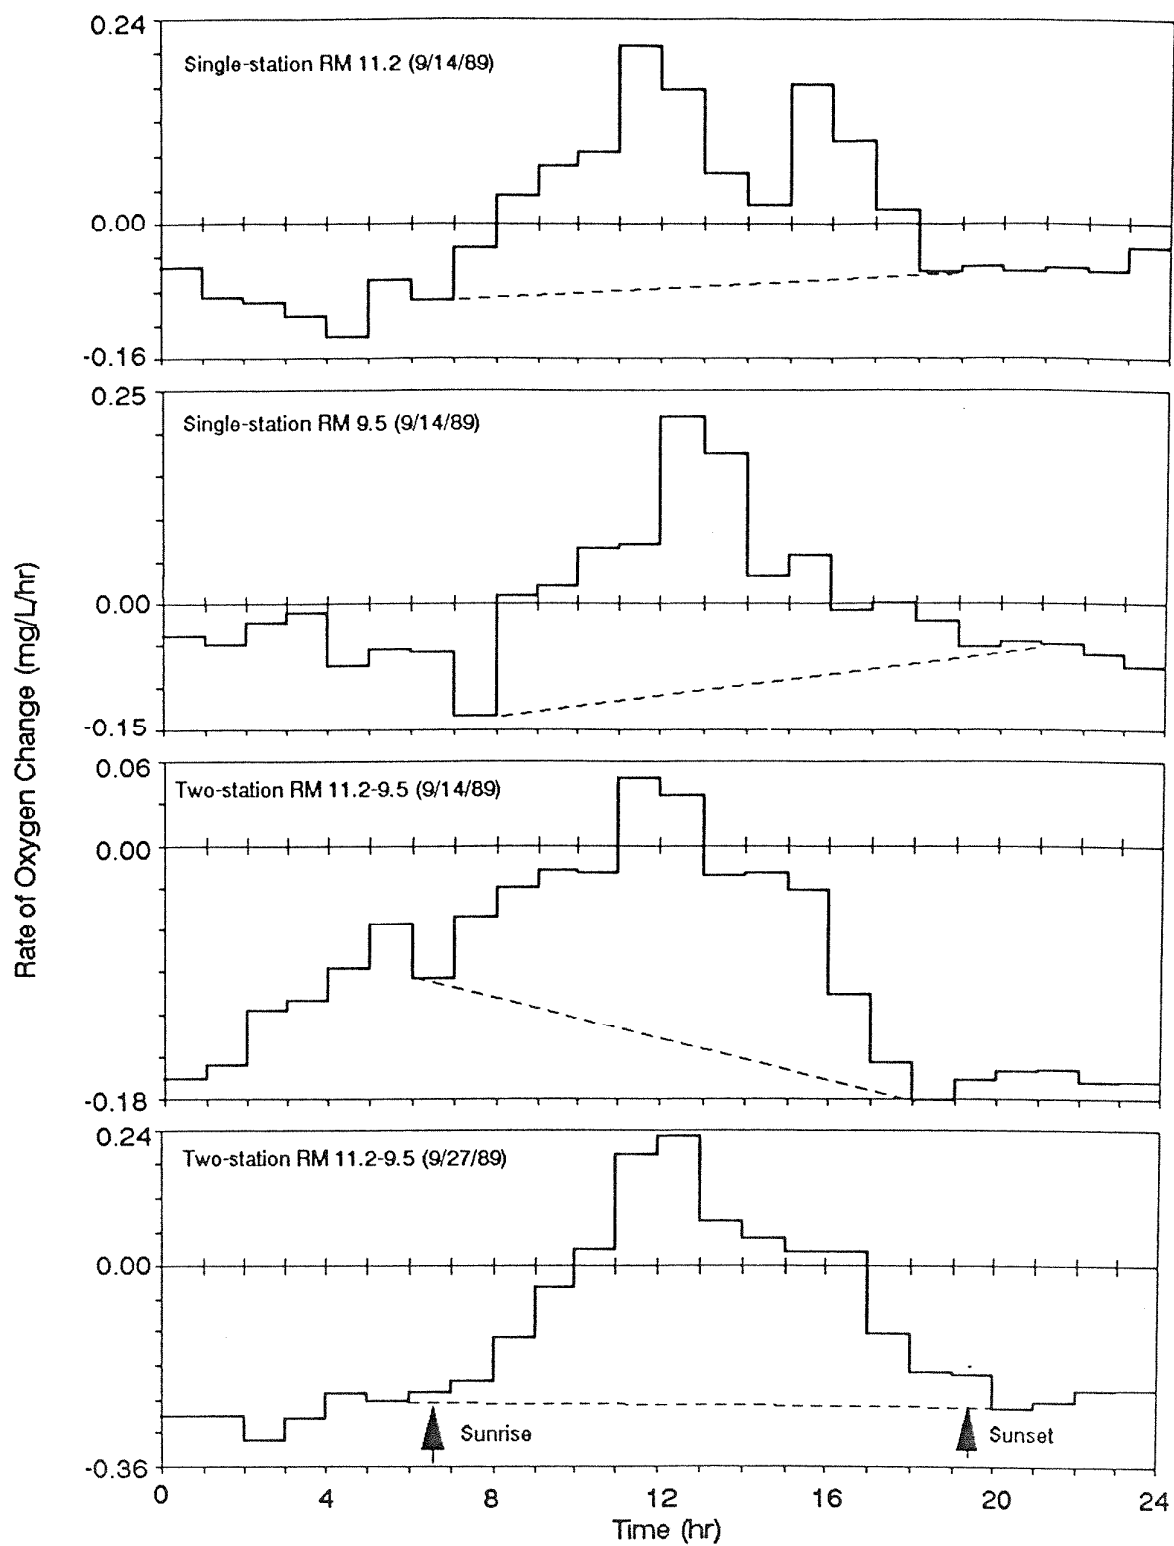 Rate of Oxygen Change (mg/L/hr)
0.24
Single-station RM 11.2 (9/14/89)
0.00
-0.16
0.25
Single-station RM 9.5 (9/14/89)
0.00
-0.15
0.06
Two-station RM 11.2-9.5 (9/14/89)
0.00
-0.18
0.24
Two-station RM 11.2-9.5 (9/27/89)
0.00
Sunrise
Sunset
-0.36
0 4 8 12 16 20 24
Time (hr)